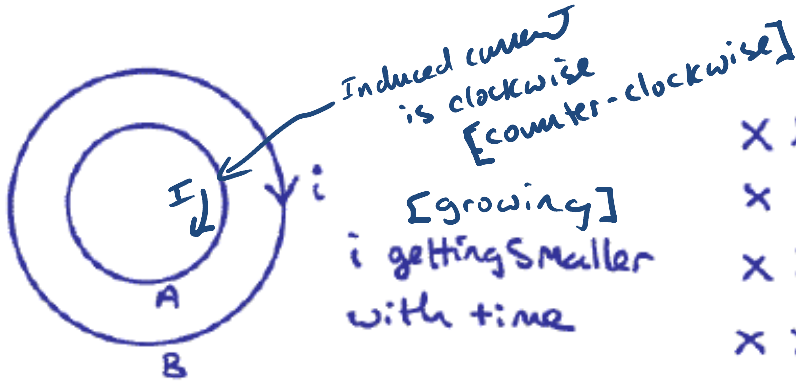 Induced current
is clockwise
[counter-clockwise]
I
i
[growing]
i getting smaller
with time
A
B
x
x
x
x